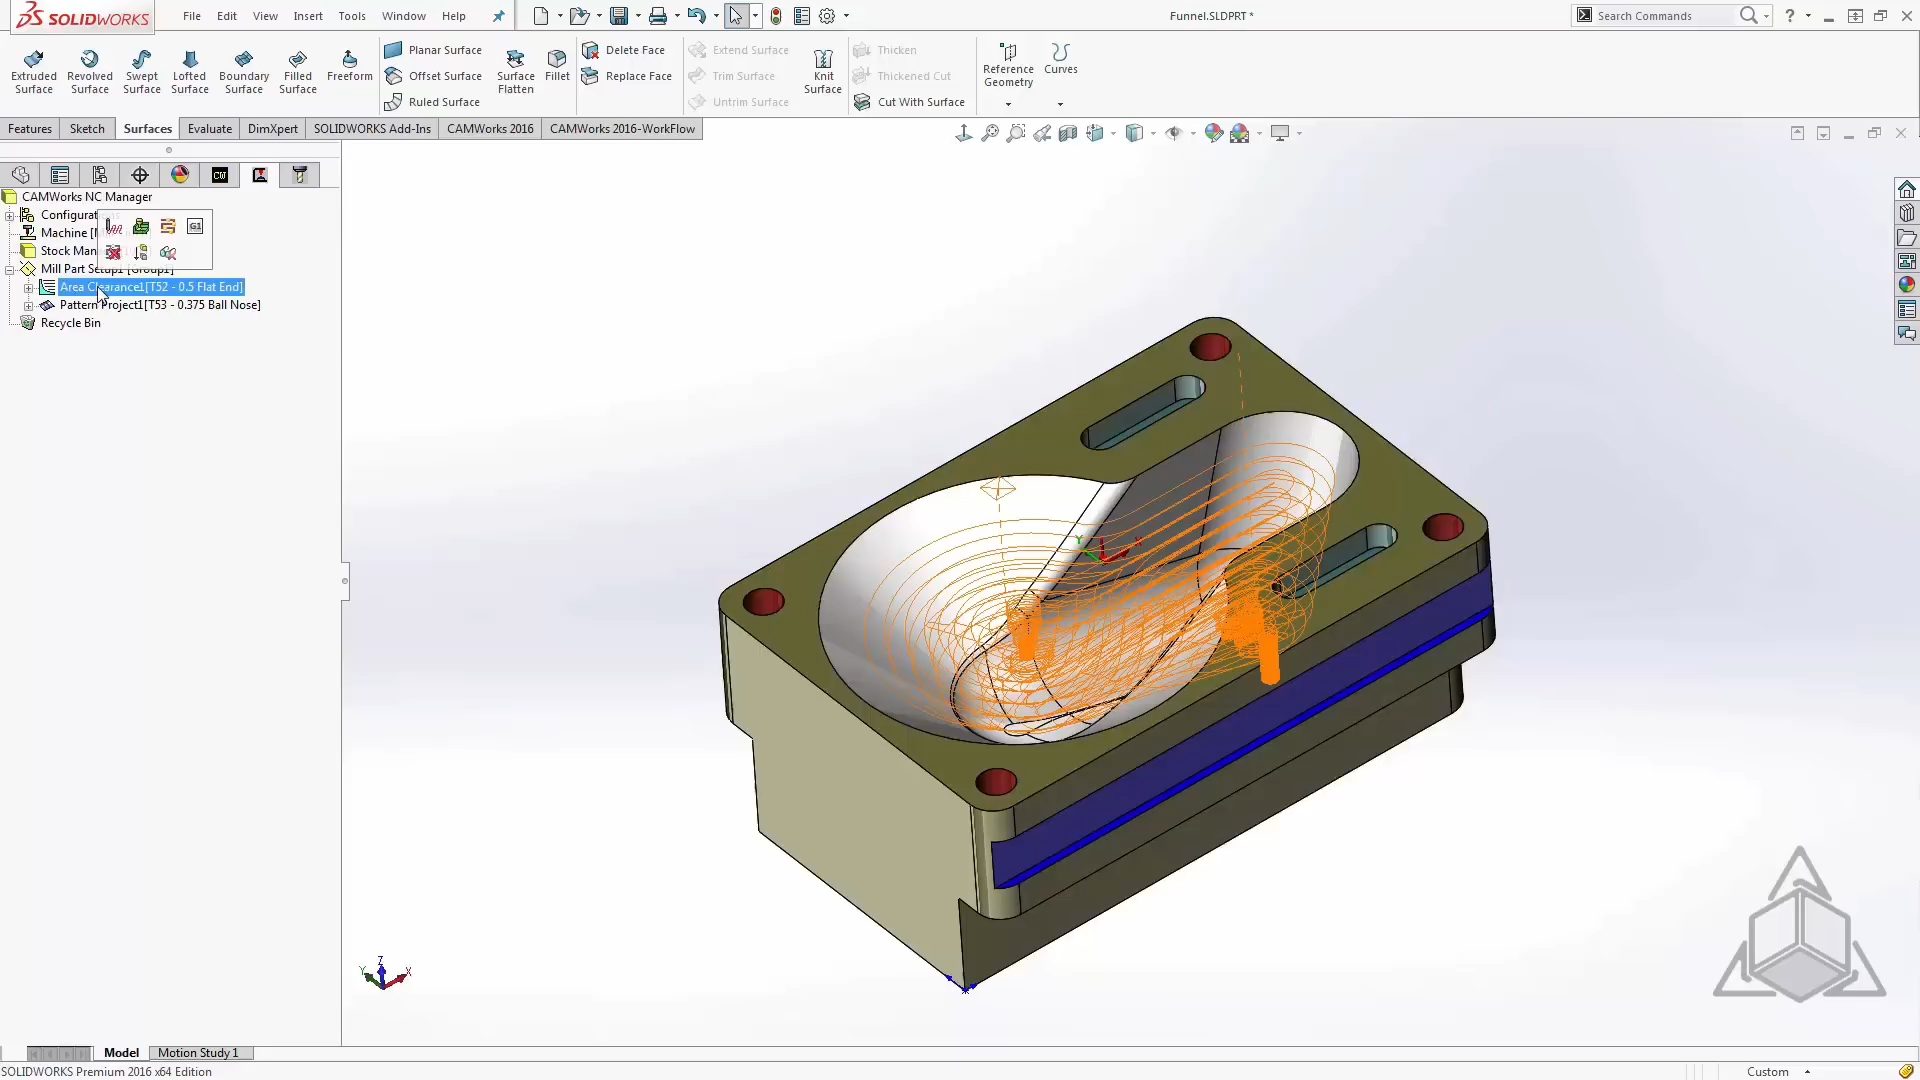 SOLIDWORKS File Edit View Insert Tools Window Help Funnel.SLDPRT * Search Commands ?
Extruded Surface
Revolved Surface
Swept Surface
Lofted Surface
Boundary Surface
Filled Surface
Freeform
Planar Surface
Offset Surface
Ruled Surface
Surface Flatten
Fillet
Delete Face
Replace Face
Extend Surface
Trim Surface
Untrim Surface
Knit Surface
Thicken
Thickened Cut
Cut With Surface
Reference Geometry
Curves
Features Sketch Surfaces Evaluate DimXpert SOLIDWORKS Add-Ins CAMWorks 2016 CAMWorks 2016-WorkFlow
CW
CAMWorks NC Manager
Configurat
G1
Machine [
Stock Man
Mill Part Setup1 [Group1]
Area Clearance1[T52 - 0.5 Flat End]
Pattern Project1[T53 - 0.375 Ball Nose]
Recycle Bin
Y X
Z
Y X
Model Motion Study 1
SOLIDWORKS Premium 2016 x64 Edition Custom